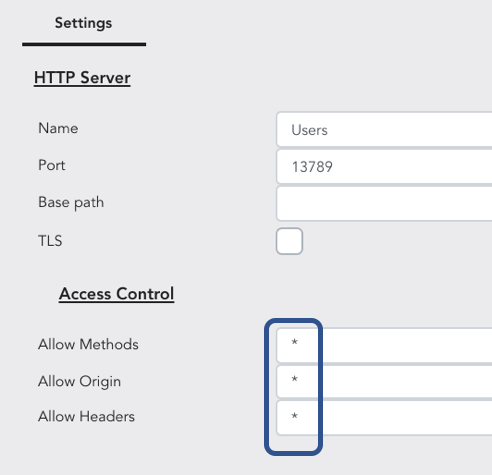 Settings
HTTP Server
Name Users
Port 13789
Base path
TLS
Access Control
Allow Methods *
Allow Origin *
Allow Headers *